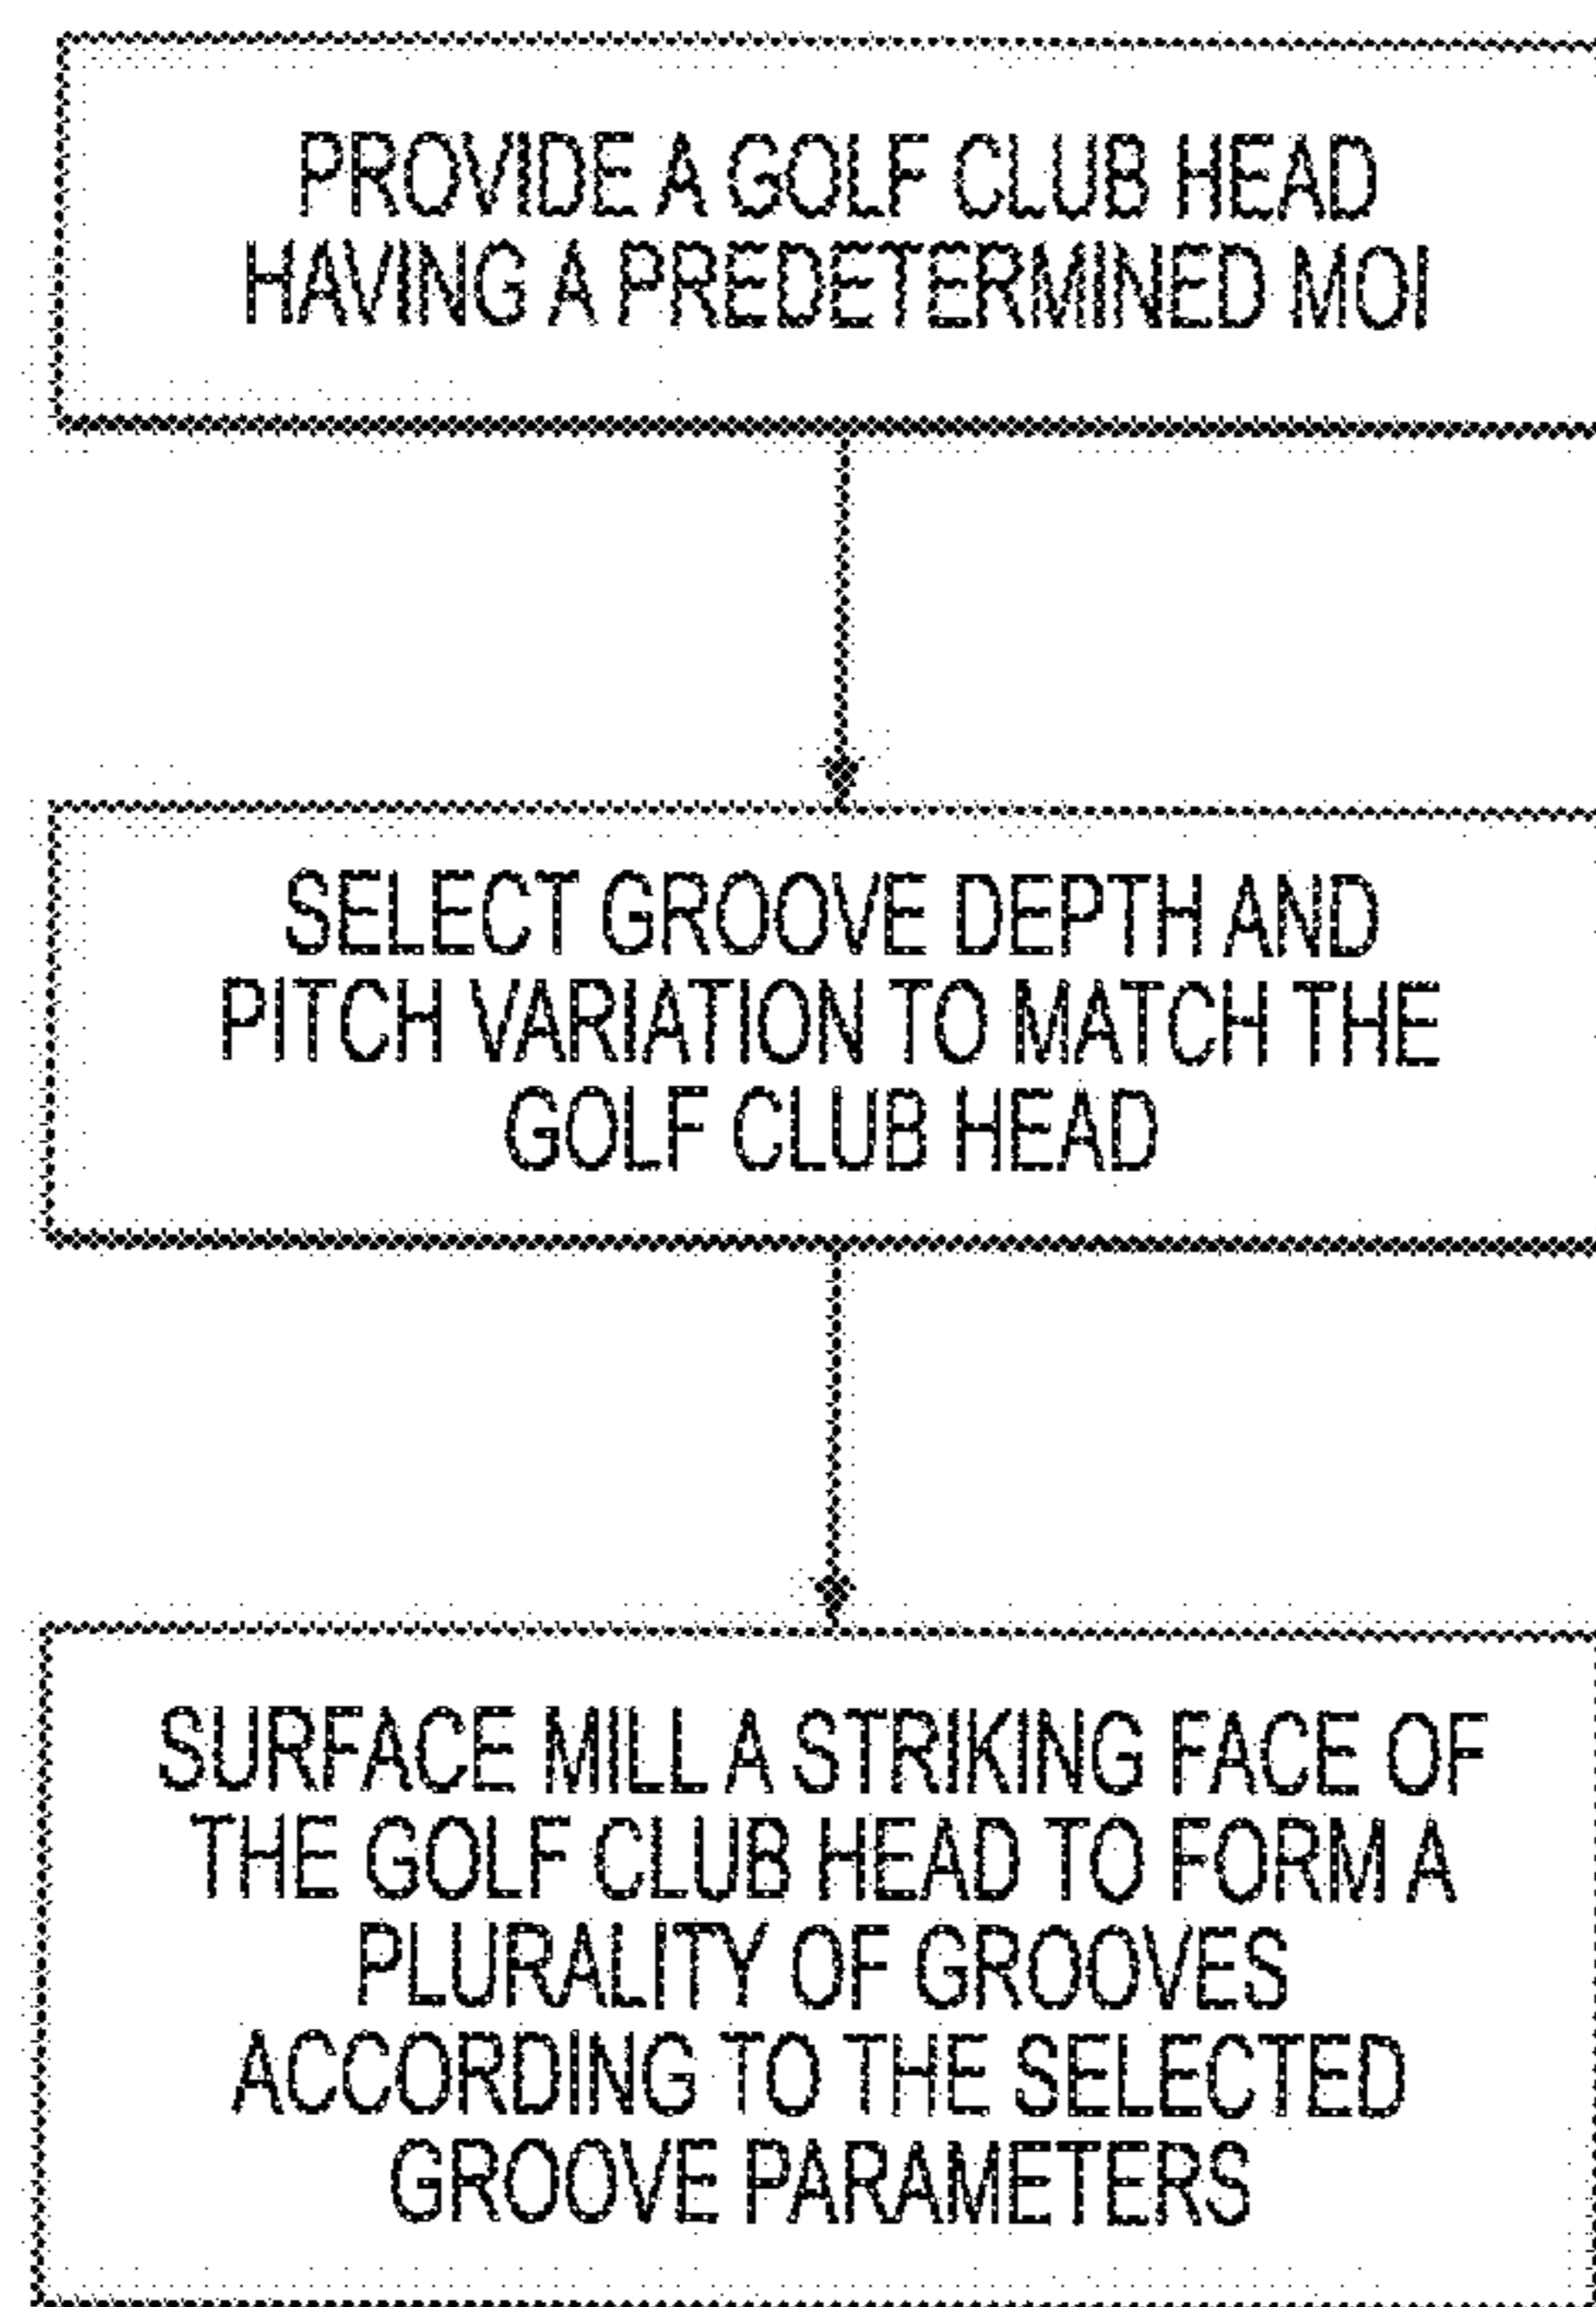 PROVIDE A GOLF CLUB HEAD
HAVING A PREDETERMINED MOI
SELECT GROOVE DEPTH AND
PITCH VARIATION TO MATCH THE
GOLF CLUB HEAD
SURFACE MILL A STRIKING FACE OF
THE GOLF CLUB HEAD TO FORM A
PLURALITY OF GROOVES
ACCORDING TO THE SELECTED
GROOVE PARAMETERS